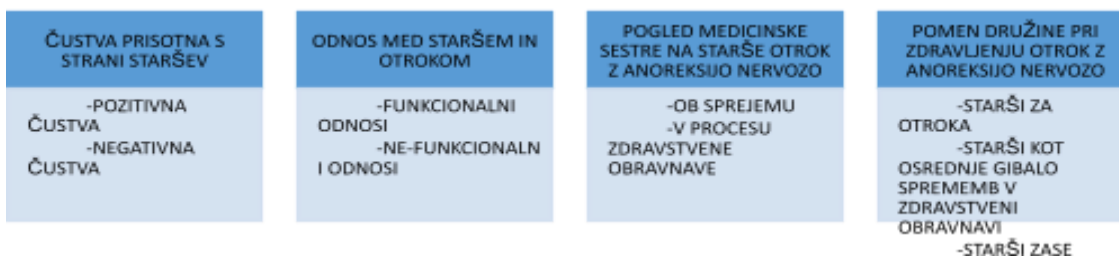 ČUSTVA PRISOTNA S
STRANI STARŠEV
-POZITIVNA
ČUSTVA
-NEGATIVNA
ČUSTVA
ODNOS MED STARŠEM IN
OTROKOM
-FUNKCIONALNI
ODNOSI
-NE-FUNKCIONALN
I ODNOSI
POGLED MEDICINSKE
SESTRE NA STARŠE OTROK
Z ANOREKSIJO NERVOZO
-OB SPREJEMU
-V PROCESU
ZDRAVSTVENE
OBRAVNAVE
POMEN DRUŽINE PRI
ZDRAVLJENJU OTROK Z
ANOREKSIJO NERVOZO
-STARŠI ZA
OTROKA
-STARŠI KOT
OSREDNJE GIBALO
SPREMEMB V
ZDRAVSTVENI
OBRAVNAVI
-STARŠI ZASE